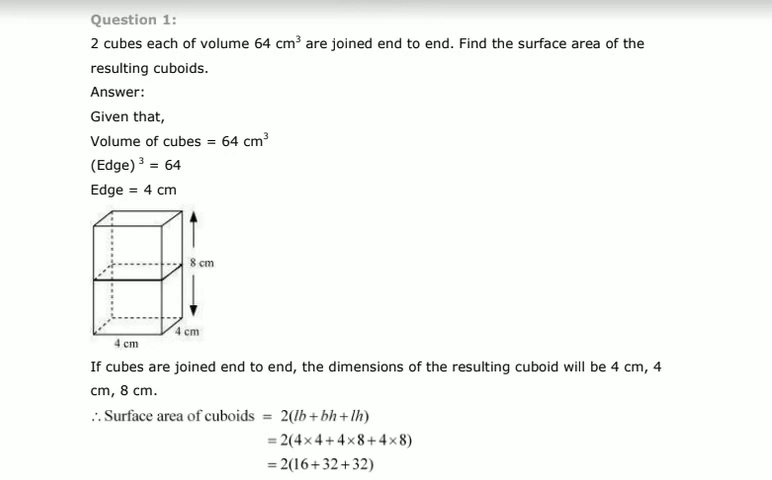 Question 1:
2 cubes each of volume 64 cm³ are joined end to end. Find the surface area of the
resulting cuboids.
Answer:
Given that,
Volume of cubes = 64 cm³
(Edge) ³ = 64
Edge = 4 cm
8 cm
4 cm
4 cm
If cubes are joined end to end, the dimensions of the resulting cuboid will be 4 cm, 4
cm, 8 cm.
∴ Surface area of cuboids = 2(lb + bh + lh)
= 2(4×4+4×8+4×8)
= 2(16+32+32)